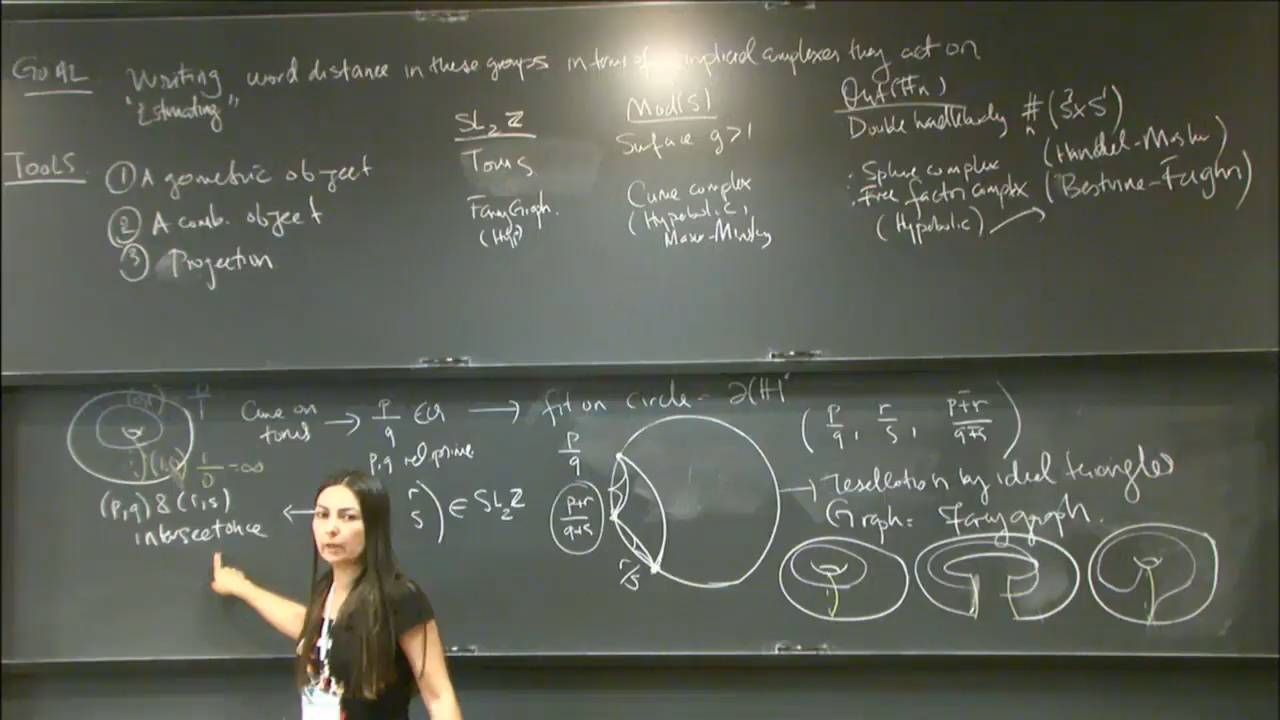 GOAL Writing word distance in these groups in terms of simplicial complexes they act on
"Estimating"
TOOLS
① A geometric object
② A comb. object
③ Projection
SL₂ℤ
Torus
Farey Graph.
(Hyp)
Mod(S)
Surface g>1
Curve complex
(Hyperbolic,
Masur-Minsky
Out(Fn)
Double handlebody # n (S²xS¹)
. Sphere complex (Handel-Mosher)
. Free factor complex (Bestvina-Feighn)
(Hyperbolic)
Curve on torus → p/q ∈ → fit on circle = ∂(ℍ²
p,q rel prime
1/0 =∞
(p,q) & (r,s) ← r s) ∈ SL₂ℤ
intersect once
p/q
p+r/q+s
r/s
(p/q, r/s, p+r/q+s)
→ tessellation by ideal triangles
Graph = Farey graph.